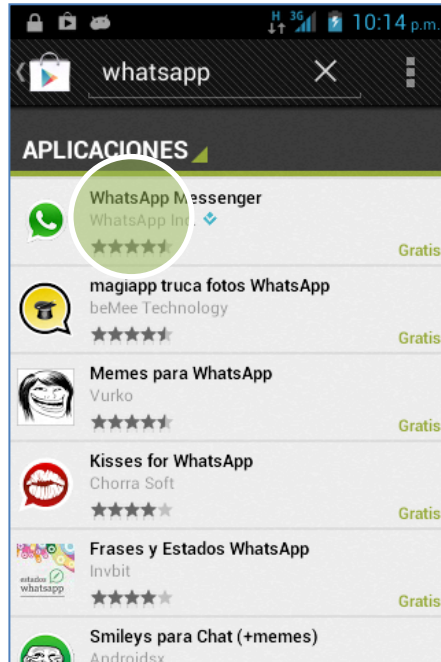 H 3G 10:14 p.m.
whatsapp
APLICACIONES
WhatsApp Messenger
WhatsApp Inc.
Gratis
magiapp truca fotos WhatsApp
beMee Technology
Gratis
Memes para WhatsApp
Vurko
Gratis
Kisses for WhatsApp
Chorra Soft
Gratis
Frases y Estados WhatsApp
Invbit
estados
whatsapp
Gratis
Smileys para Chat (+memes)
Androidsx